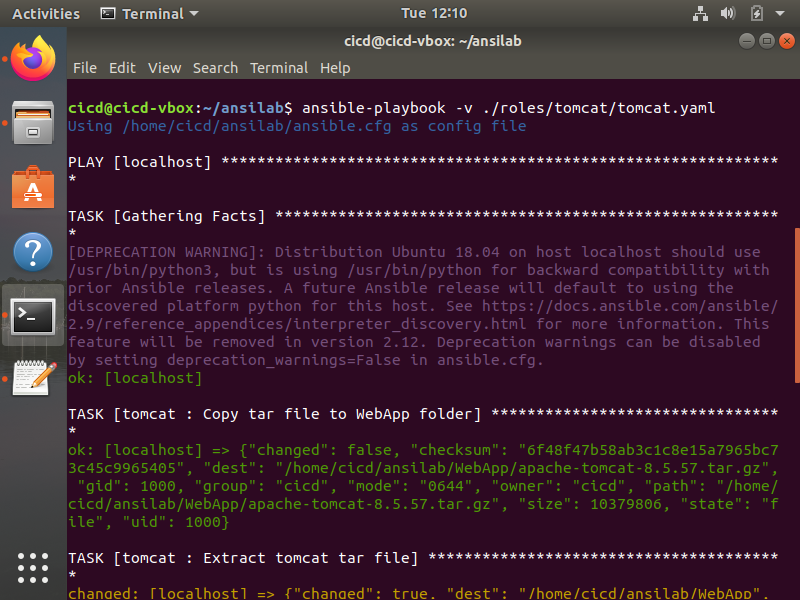 Activities Terminal Tue 12:10
cicd@cicd-vbox: ~/ansilab
File Edit View Search Terminal Help
cicd@cicd-vbox:~/ansilab$ ansible-playbook -v ./roles/tomcat/tomcat.yaml
Using /home/cicd/ansilab/ansible.cfg as config file
PLAY [localhost] **************************************************************
*
TASK [Gathering Facts] ********************************************************
*
[DEPRECATION WARNING]: Distribution Ubuntu 18.04 on host localhost should use
/usr/bin/python3, but is using /usr/bin/python for backward compatibility with
prior Ansible releases. A future Ansible release will default to using the
discovered platform python for this host. See https://docs.ansible.com/ansible/
2.9/reference_appendices/interpreter_discovery.html for more information. This
feature will be removed in version 2.12. Deprecation warnings can be disabled
by setting deprecation_warnings=False in ansible.cfg.
ok: [localhost]
TASK [tomcat : Copy tar file to WebApp folder] ********************************
*
ok: [localhost] => {"changed": false, "checksum": "6f48f47b58ab3c1c8e15a7965bc7
3c45c9965405", "dest": "/home/cicd/ansilab/WebApp/apache-tomcat-8.5.57.tar.gz",
"gid": 1000, "group": "cicd", "mode": "0644", "owner": "cicd", "path": "/home/
cicd/ansilab/WebApp/apache-tomcat-8.5.57.tar.gz", "size": 10379806, "state": "f
ile", "uid": 1000}
TASK [tomcat : Extract tomcat tar file] ***************************************
*
changed: [localhost] => {"changed": true, "dest": "/home/cicd/ansilab/WebApp",